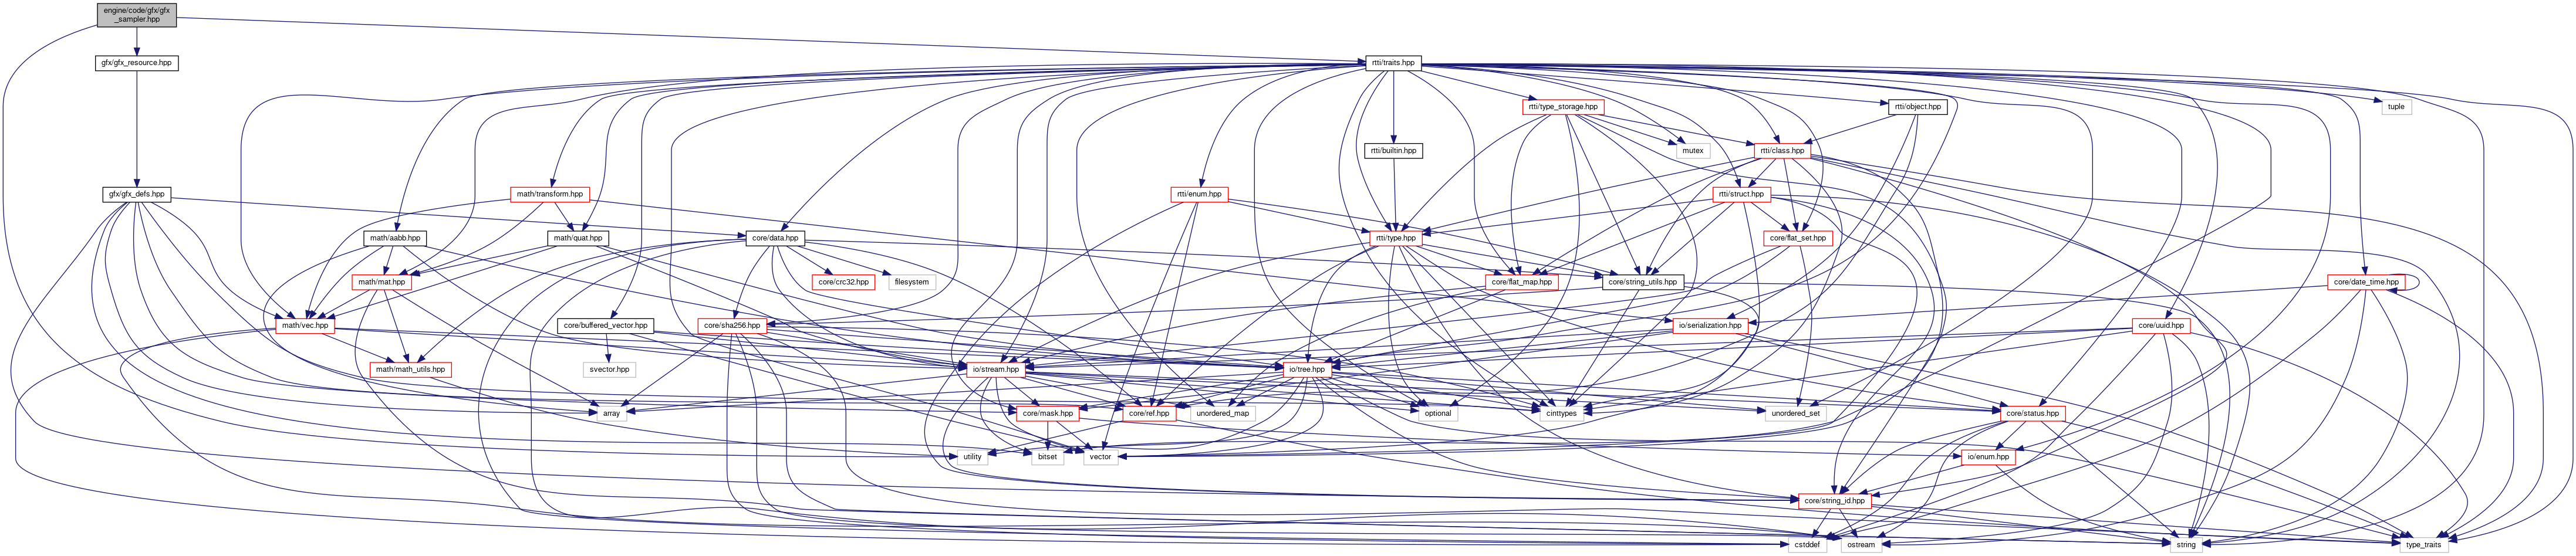 engine/code/gfx/gfx
_sampler.hpp
gfx/gfx_resource.hpp
rtti/traits.hpp
rtti/type_storage.hpp
rtti/object.hpp
tuple
rtti/builtin.hpp
mutex
rtti/class.hpp
gfx/gfx_defs.hpp
math/transform.hpp
rtti/enum.hpp
rtti/struct.hpp
math/aabb.hpp
math/quat.hpp
core/data.hpp
rtti/type.hpp
core/flat_set.hpp
math/mat.hpp
core/crc32.hpp
filesystem
core/flat_map.hpp
core/string_utils.hpp
core/date_time.hpp
math/vec.hpp
core/buffered_vector.hpp
core/sha256.hpp
io/serialization.hpp
core/uuid.hpp
math/math_utils.hpp
svector.hpp
io/stream.hpp
io/tree.hpp
array
core/mask.hpp
core/ref.hpp
unordered_map
optional
cinttypes
unordered_set
core/status.hpp
utility
bitset
vector
io/enum.hpp
core/string_id.hpp
cstddef
ostream
string
type_traits